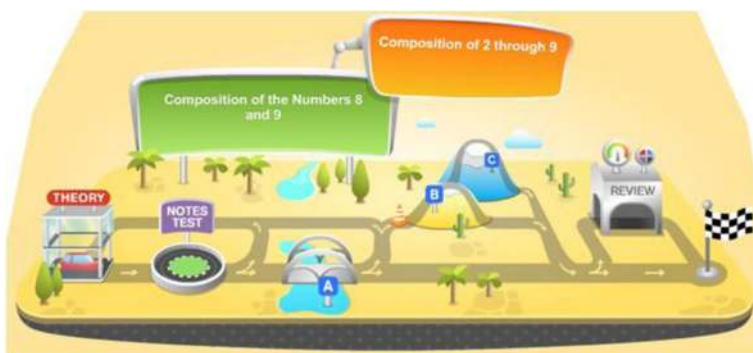 Composition of 2 through 9
Composition of the Numbers 8
and 9
THEORY
NOTES
TEST
A
B
C
REVIEW